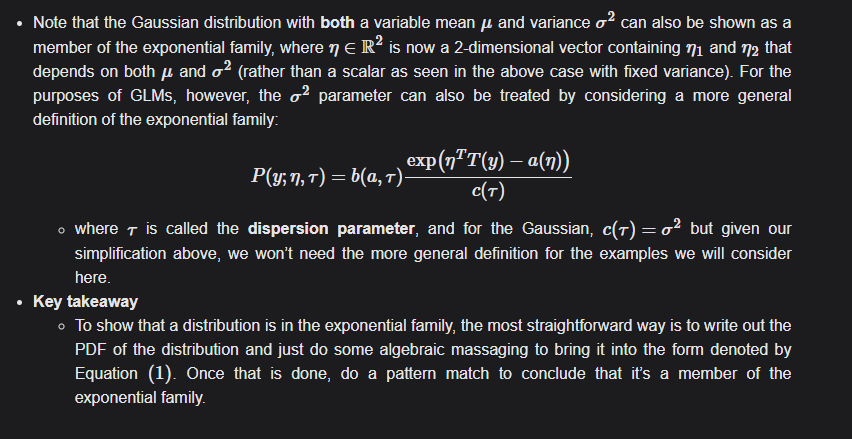 • Note that the Gaussian distribution with both a variable mean μ and variance σ² can also be shown as a
member of the exponential family, where η ∈ ℝ² is now a 2-dimensional vector containing η₁ and η₂ that
depends on both μ and σ² (rather than a scalar as seen in the above case with fixed variance). For the
purposes of GLMs, however, the σ² parameter can also be treated by considering a more general
definition of the exponential family:
P(y; η, τ) = b(a, τ) exp(ηᵀT(y) − a(η)) / c(τ)
◦ where τ is called the dispersion parameter, and for the Gaussian, c(τ) = σ² but given our
simplification above, we won't need the more general definition for the examples we will consider
here.
• Key takeaway
◦ To show that a distribution is in the exponential family, the most straightforward way is to write out the
PDF of the distribution and just do some algebraic massaging to bring it into the form denoted by
Equation (1). Once that is done, do a pattern match to conclude that it's a member of the
exponential family.